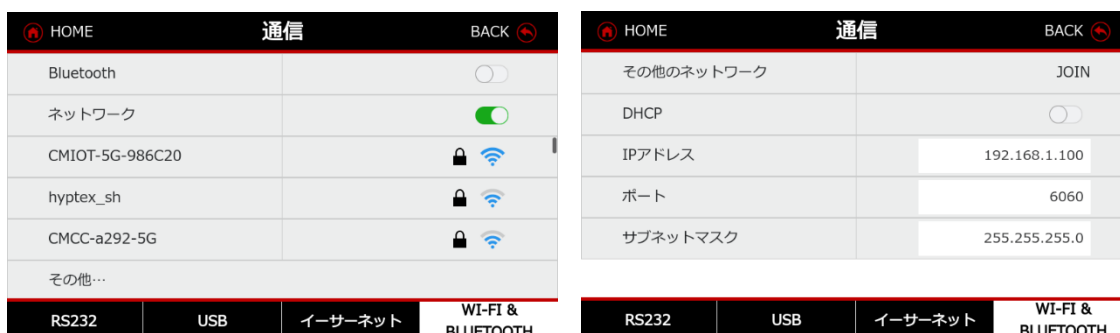 HOME 通信 BACK
Bluetooth
ネットワーク
CMIOT-5G-986C20
hyptex_sh
CMCC-a292-5G
その他…
RS232 USB イーサーネット WI-FI &
BLUETOOTH
HOME 通信 BACK
その他のネットワーク JOIN
DHCP
IPアドレス 192.168.1.100
ポート 6060
サブネットマスク 255.255.255.0
RS232 USB イーサーネット WI-FI &
BLUETOOTH